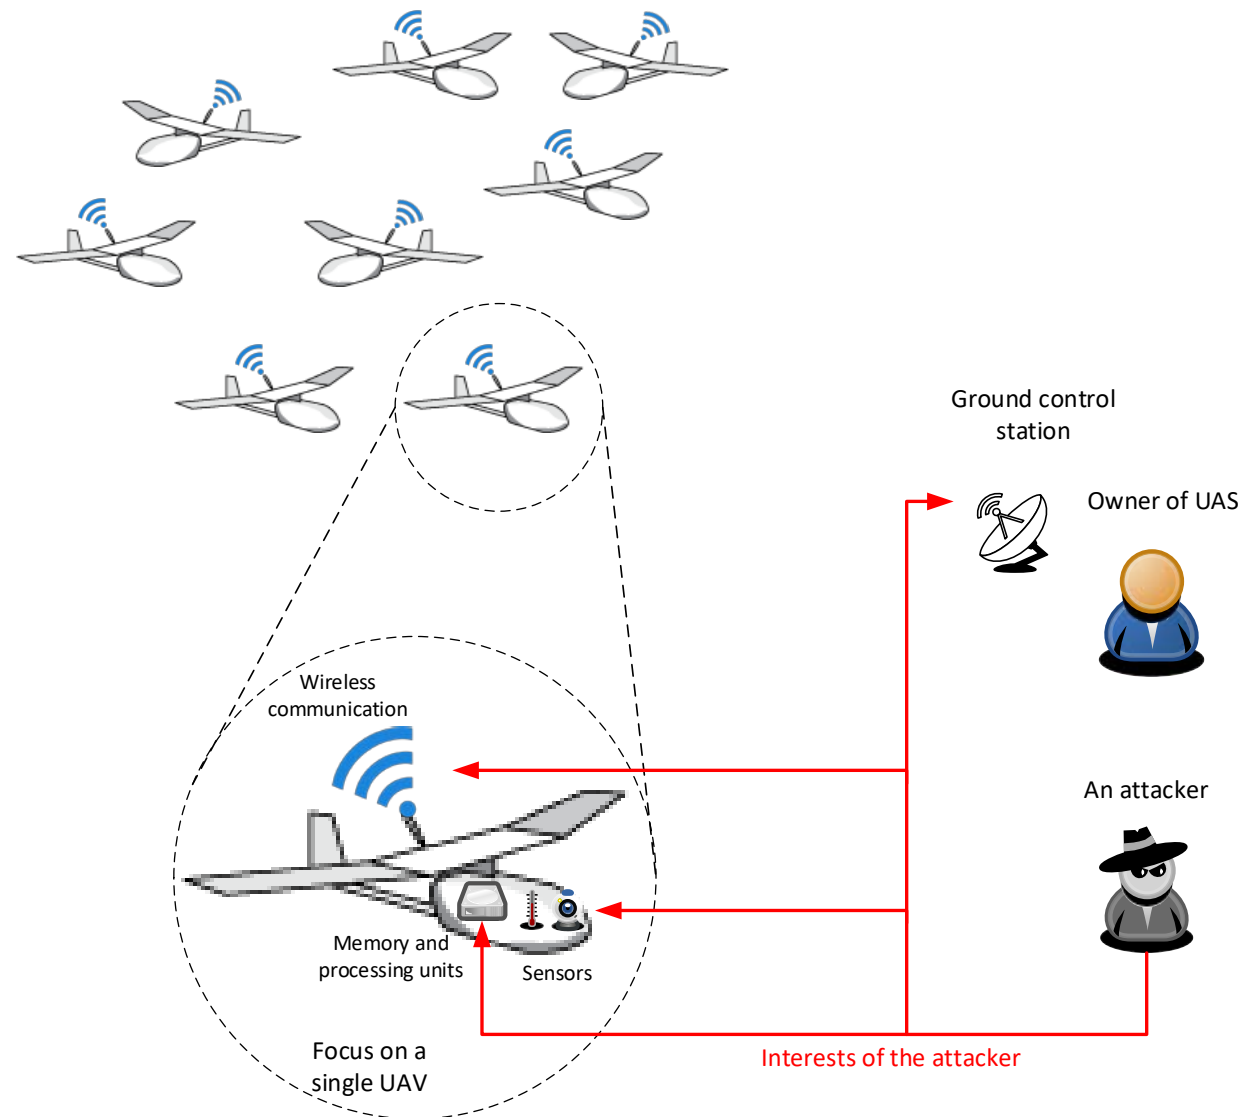 Ground control
station
Owner of UAS
Wireless
communication
An attacker
Memory and
processing units
Sensors
Interests of the attacker
Focus on a
single UAV